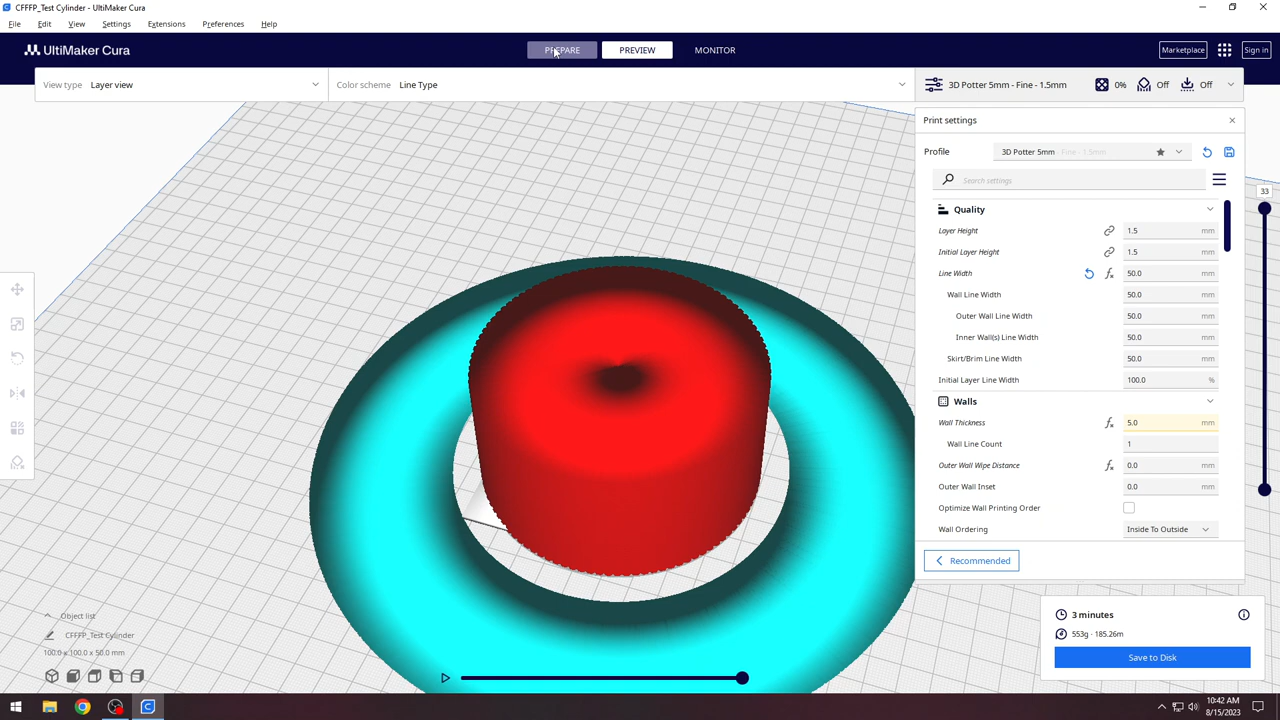 CFFFP_Test Cylinder - UltiMaker Cura
File Edit View Settings Extensions Preferences Help
UltiMaker Cura PREPARE PREVIEW MONITOR Marketplace Sign in
View type Layer view Color scheme Line Type 3D Potter 5mm - Fine - 1.5mm 0% Off Off
Print settings
Profile 3D Potter 5mm - Fine - 1.5mm
Search settings
33
Quality
Layer Height 1.5 mm
Initial Layer Height 1.5 mm
Line Width 50.0 mm
Wall Line Width 50.0 mm
Outer Wall Line Width 50.0 mm
Inner Wall(s) Line Width 50.0 mm
Skirt/Brim Line Width 50.0 mm
Initial Layer Line Width 100.0 %
Walls
Wall Thickness 5.0 mm
Wall Line Count 1
Outer Wall Wipe Distance 0.0 mm
Outer Wall Inset 0.0 mm
Optimize Wall Printing Order
Wall Ordering Inside To Outside
Recommended
Object list
CFFFP_Test Cylinder
100.0 x 100.0 x 50.0 mm
3 minutes
553g · 185.26m
Save to Disk
10:42 AM
8/15/2023